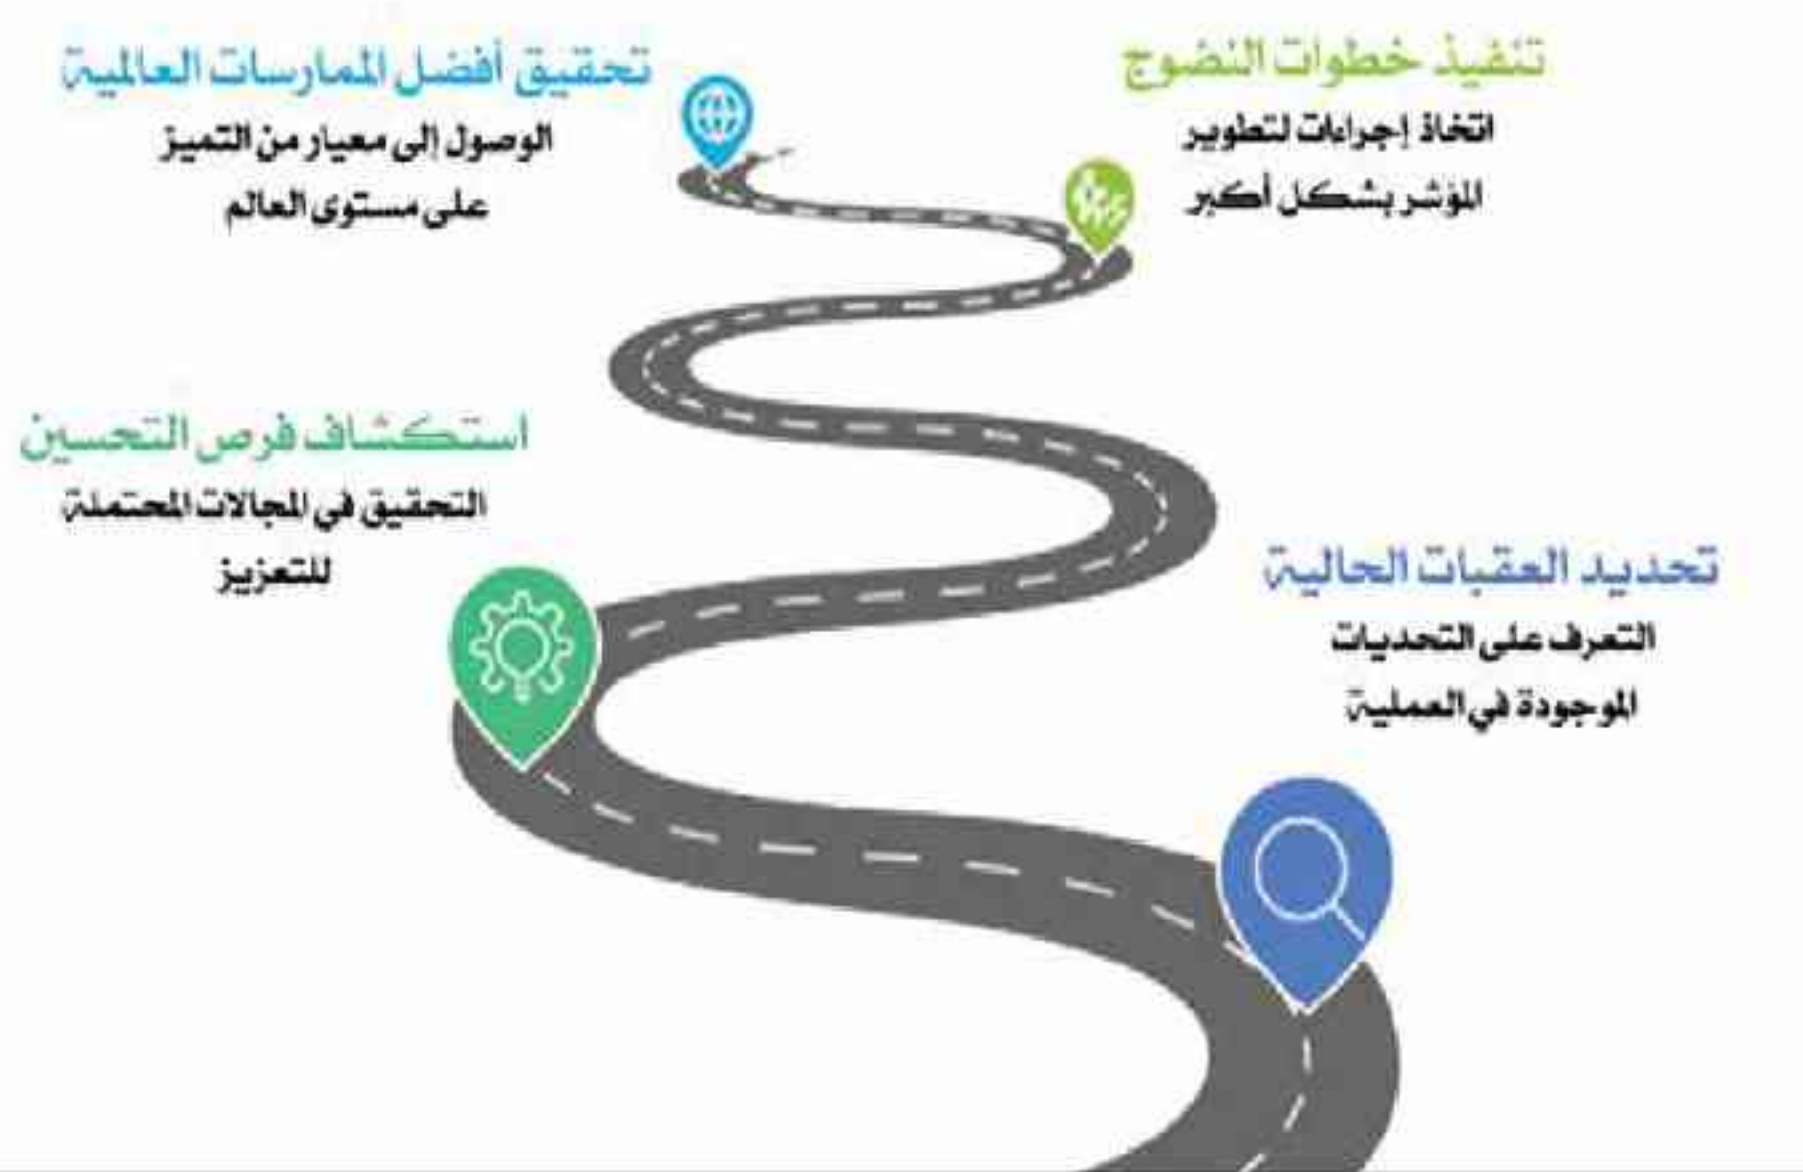 تنفيذ خطوات النضوج
اتخاذ إجراءات لتطوير
المؤشر بشكل أكبر
تحقيق أفضل الممارسات العالمية
الوصول إلى معيار من التميز
على مستوى العالم
استكشاف فرص التحسين
التحقيق في المجالات المحتملة
للتعزيز
تحديد العقبات الحالية
التعرف على التحديات
الموجودة في العملية